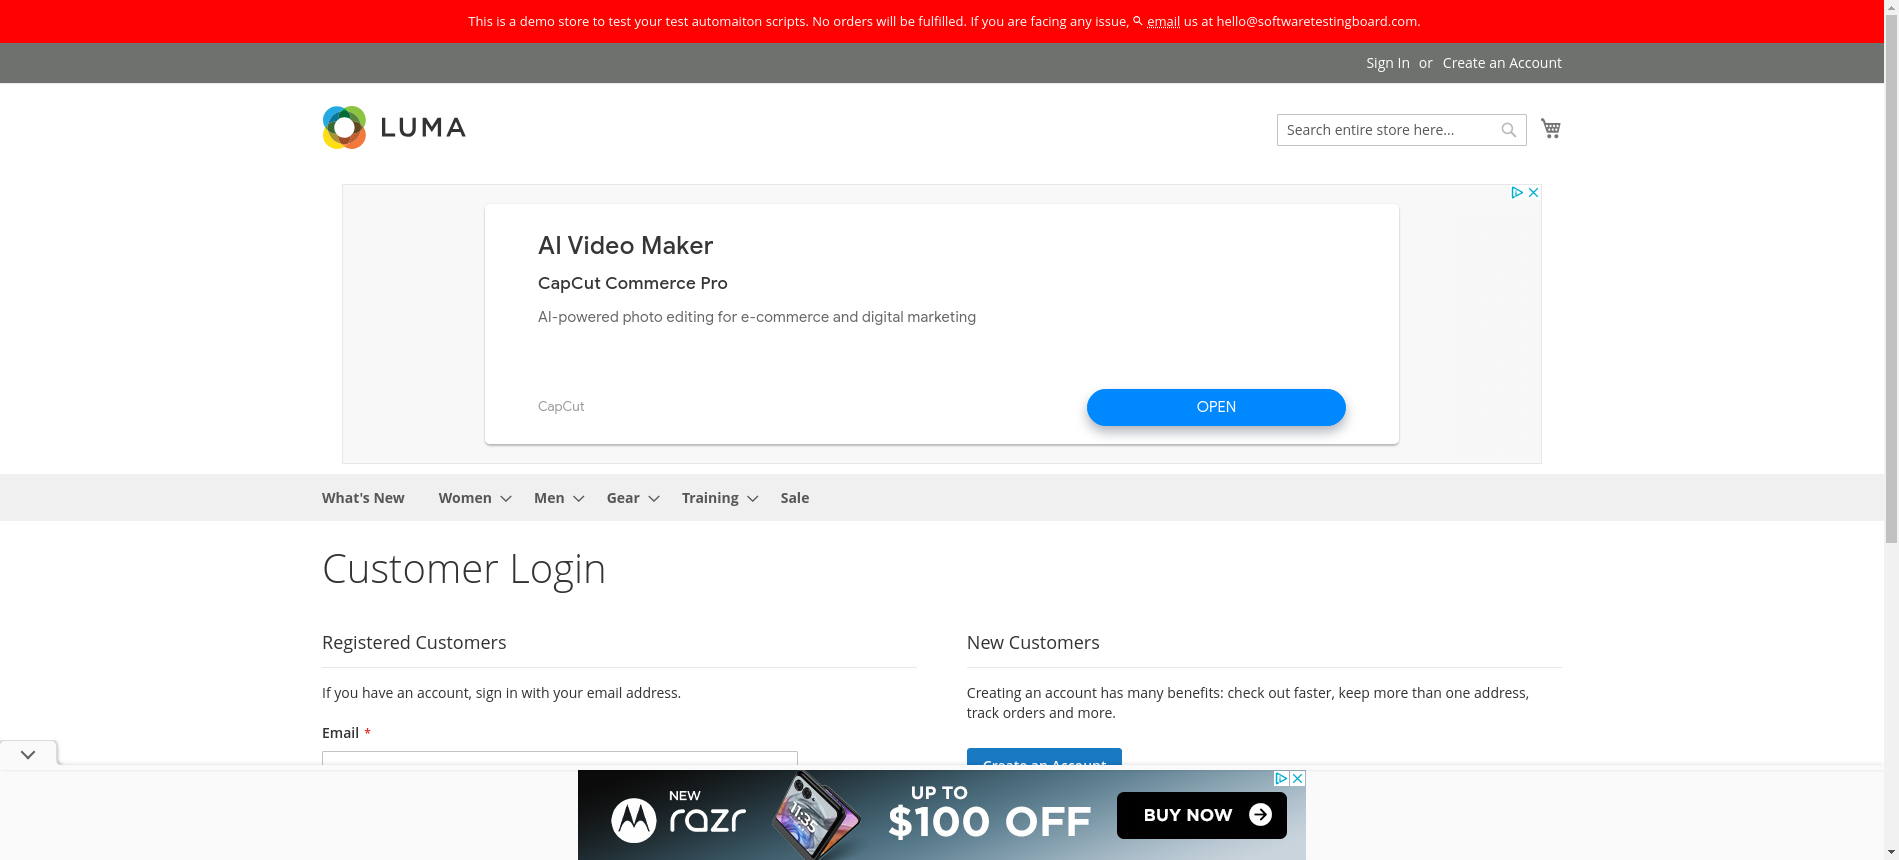 This is a demo store to test your test automaiton scripts. No orders will be fulfilled. If you are facing any issue, email us at hello@softwaretestingboard.com.
Sign In or Create an Account
LUMA
Search entire store here...
AI Video Maker
CapCut Commerce Pro
AI-powered photo editing for e-commerce and digital marketing
CapCut
OPEN
What's New Women Men Gear Training Sale
Customer Login
Registered Customers
If you have an account, sign in with your email address.
Email *
New Customers
Creating an account has many benefits: check out faster, keep more than one address,
track orders and more.
Create an Account
NEW
razr
11:35
UP TO
$100 OFF
BUY NOW